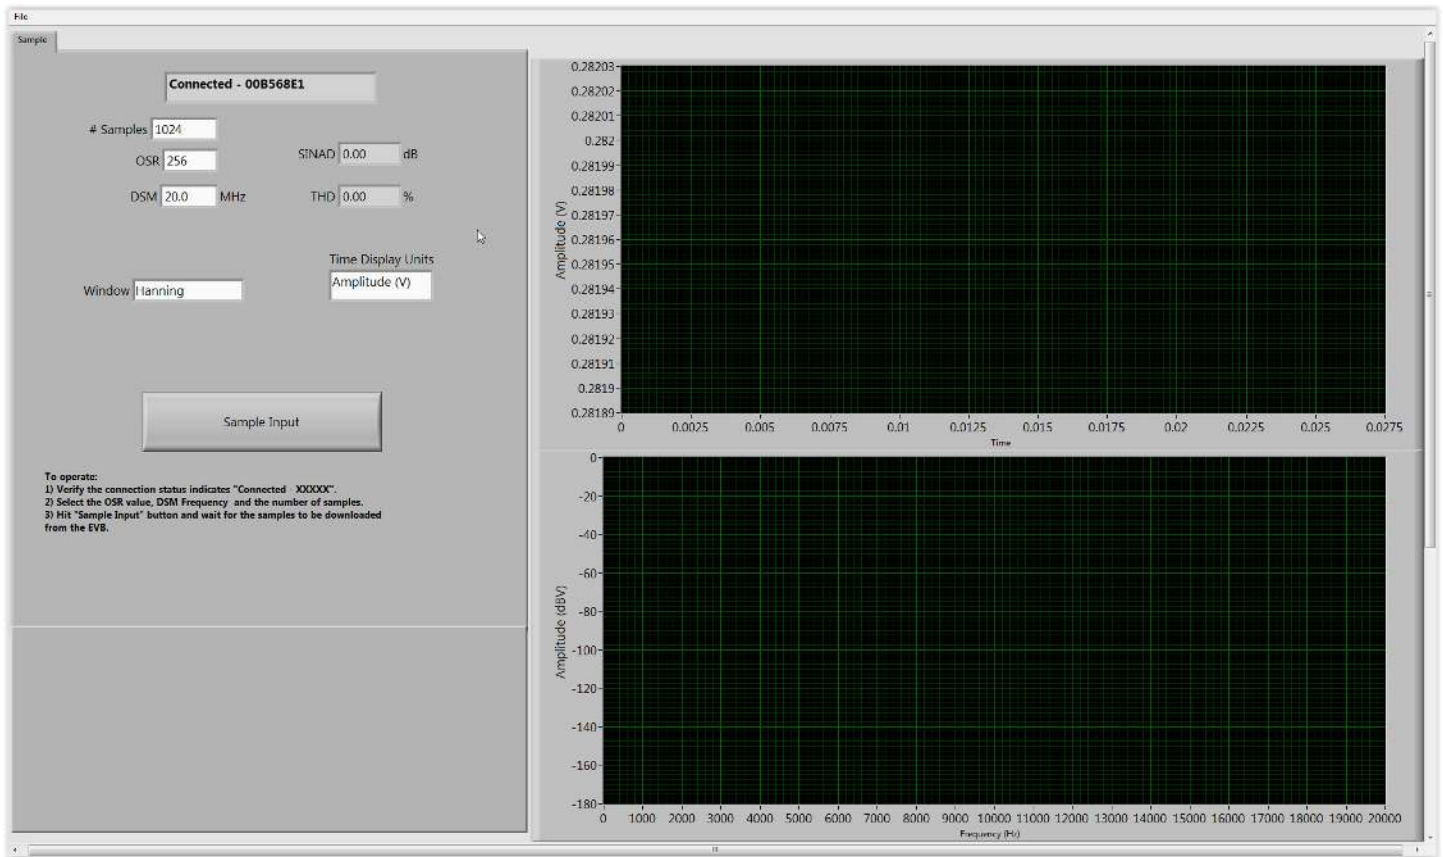 File
Sample
Connected - 00B568E1
# Samples 1024
OSR 256
SINAD 0.00 dB
DSM 20.0 MHz
THD 0.00 %
Time Display Units
Amplitude (V)
Window Hanning
Sample Input
To operate:
1) Verify the connection status indicates "Connected - XXXXX".
2) Select the OSR value, DSM Frequency and the number of samples.
3) Hit "Sample Input" button and wait for the samples to be downloaded
from the EVB.
Amplitude (V)
0.28203
0.28202
0.28201
0.282
0.28199
0.28198
0.28197
0.28196
0.28195
0.28194
0.28193
0.28192
0.28191
0.2819
0.28189
0 0.0025 0.005 0.0075 0.01 0.0125 0.015 0.0175 0.02 0.0225 0.025 0.0275
Time
Amplitude (dBV)
0
-20
-40
-60
-80
-100
-120
-140
-160
-180
0 1000 2000 3000 4000 5000 6000 7000 8000 9000 10000 11000 12000 13000 14000 15000 16000 17000 18000 19000 20000
Frequency (Hz)